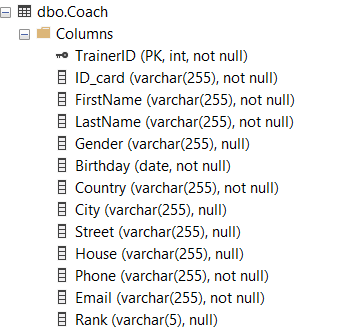 dbo.Coach
Columns
TrainerID (PK, int, not null)
ID_card (varchar(255), not null)
FirstName (varchar(255), not null)
LastName (varchar(255), not null)
Gender (varchar(255), null)
Birthday (date, not null)
Country (varchar(255), not null)
City (varchar(255), null)
Street (varchar(255), null)
House (varchar(255), null)
Phone (varchar(255), not null)
Email (varchar(255), not null)
Rank (varchar(5), null)